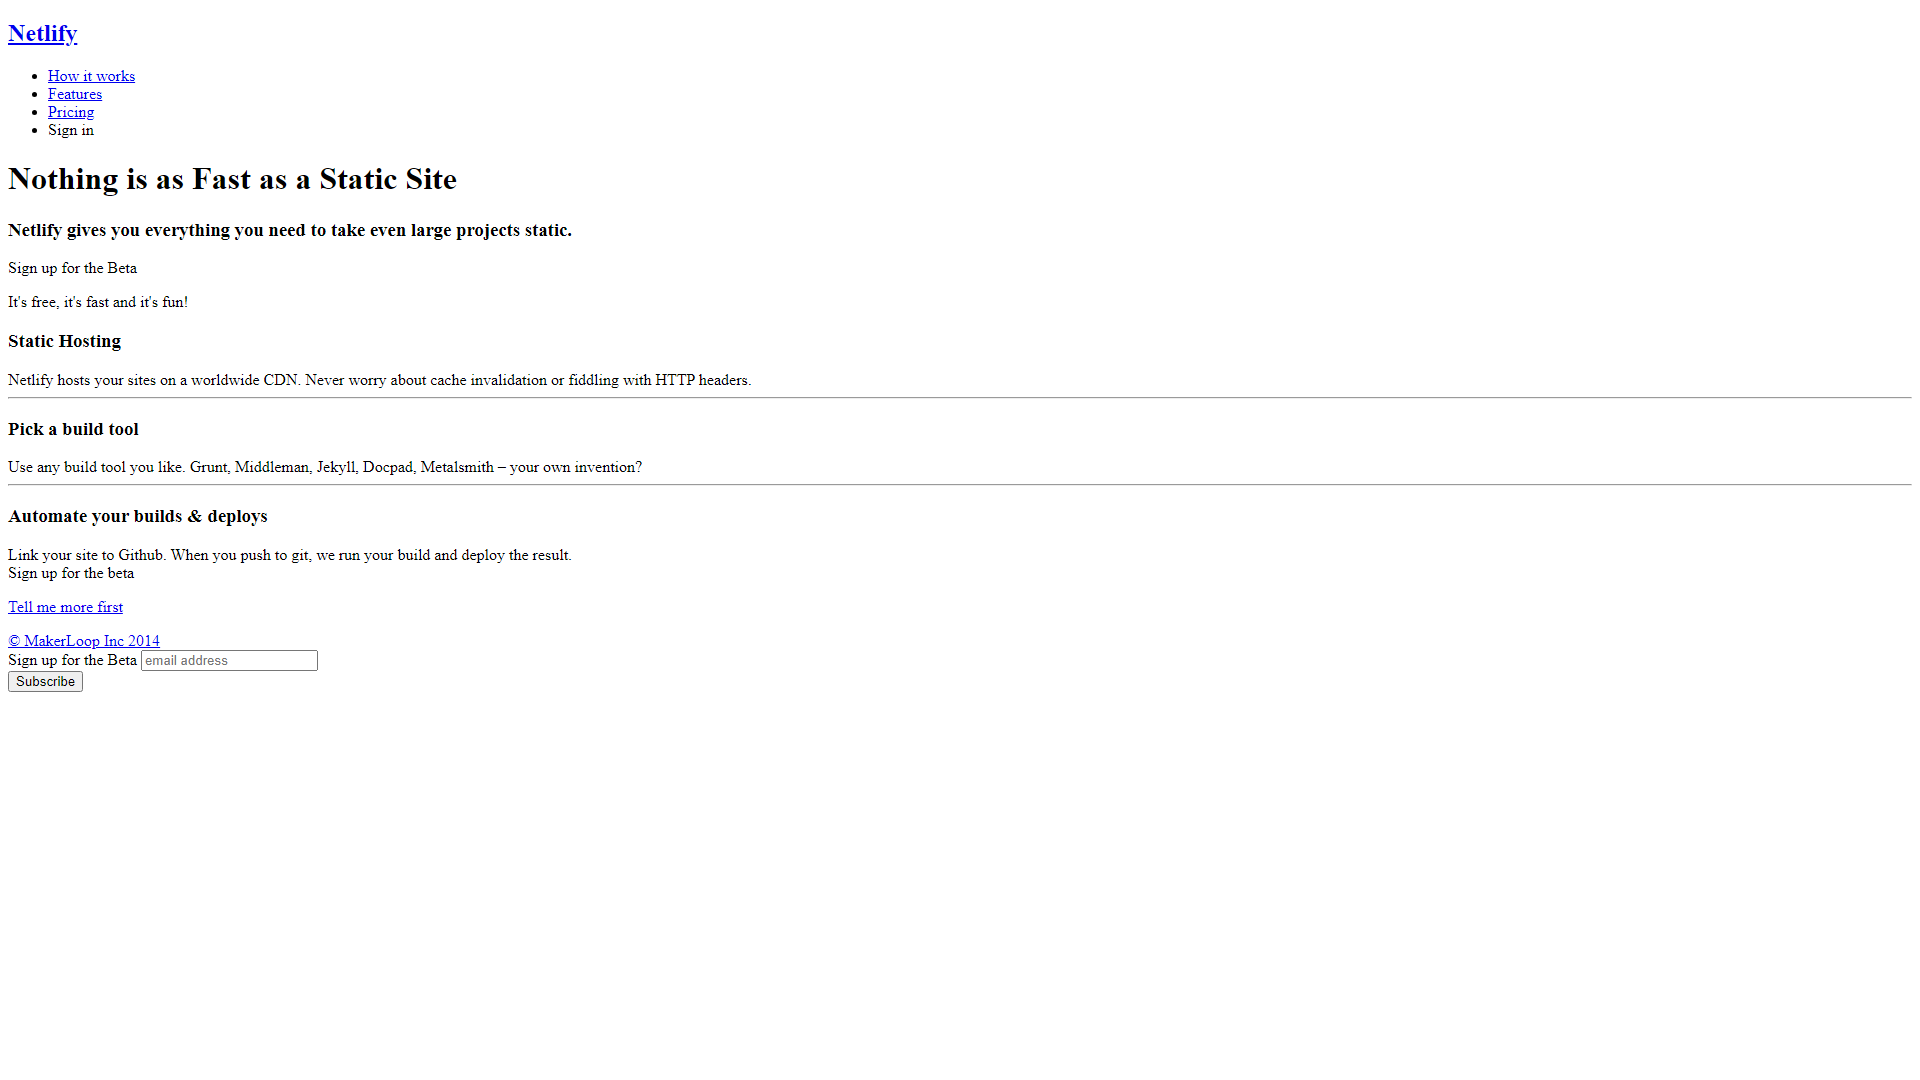 Netlify
How it works
Features
Pricing
Sign in
Nothing is as Fast as a Static Site
Netlify gives you everything you need to take even large projects static.
Sign up for the Beta
It's free, it's fast and it's fun!
Static Hosting
Netlify hosts your sites on a worldwide CDN. Never worry about cache invalidation or fiddling with HTTP headers.
Pick a build tool
Use any build tool you like. Grunt, Middleman, Jekyll, Docpad, Metalsmith – your own invention?
Automate your builds & deploys
Link your site to Github. When you push to git, we run your build and deploy the result.
Sign up for the beta
Tell me more first
© MakerLoop Inc 2014
Sign up for the Beta email address
Subscribe